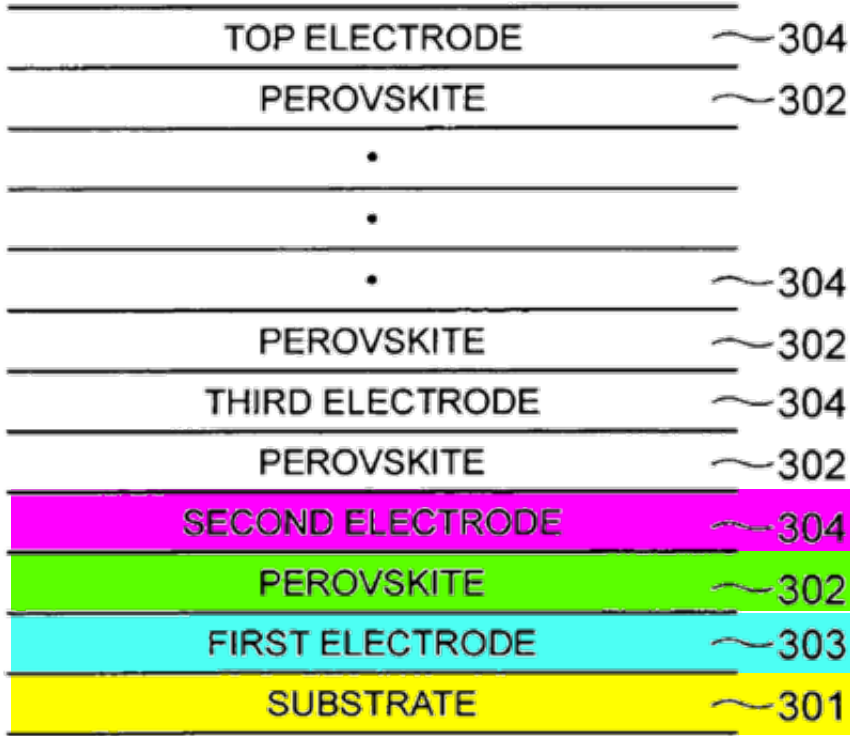 TOP ELECTRODE 304
PEROVSKITE 302
•
•
• 304
PEROVSKITE 302
THIRD ELECTRODE 304
PEROVSKITE 302
SECOND ELECTRODE 304
PEROVSKITE 302
FIRST ELECTRODE 303
SUBSTRATE 301